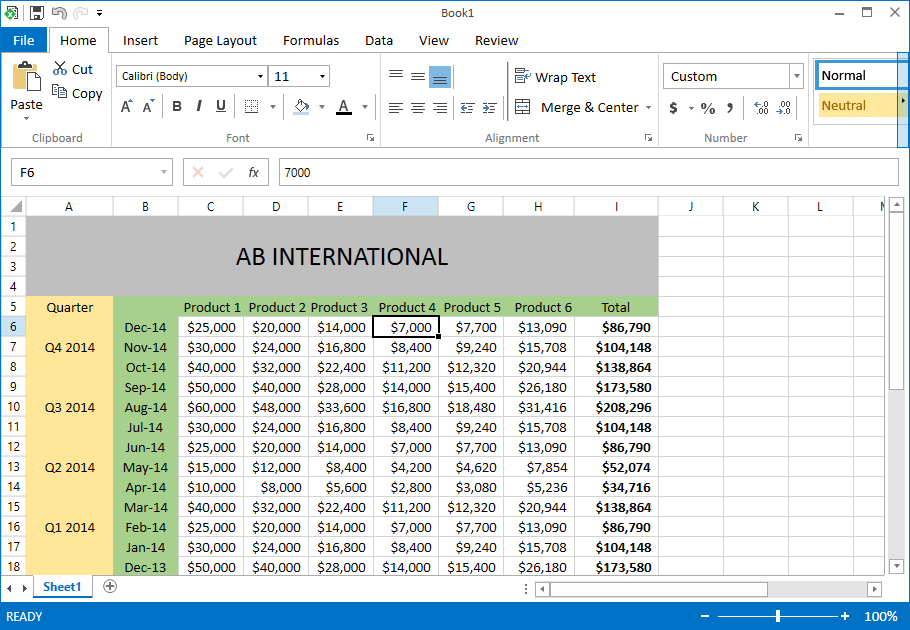 Book1
File Home Insert Page Layout Formulas Data View Review
Cut
Copy
Paste
Clipboard
Calibri (Body) 11
A A B I U A
Font
Wrap Text
Merge & Center
Alignment
Custom
$ % , .00 .00
Number
Normal
Neutral
F6 fx 7000
A B C D E F G H I J K L
1
2 AB INTERNATIONAL
3
4
5 Quarter Product 1 Product 2 Product 3 Product 4 Product 5 Product 6 Total
6 Dec-14 $25,000 $20,000 $14,000 $7,000 $7,700 $13,090 $86,790
7 Q4 2014 Nov-14 $30,000 $24,000 $16,800 $8,400 $9,240 $15,708 $104,148
8 Oct-14 $40,000 $32,000 $22,400 $11,200 $12,320 $20,944 $138,864
9 Sep-14 $50,000 $40,000 $28,000 $14,000 $15,400 $26,180 $173,580
10 Q3 2014 Aug-14 $60,000 $48,000 $33,600 $16,800 $18,480 $31,416 $208,296
11 Jul-14 $30,000 $24,000 $16,800 $8,400 $9,240 $15,708 $104,148
12 Jun-14 $25,000 $20,000 $14,000 $7,000 $7,700 $13,090 $86,790
13 Q2 2014 May-14 $15,000 $12,000 $8,400 $4,200 $4,620 $7,854 $52,074
14 Apr-14 $10,000 $8,000 $5,600 $2,800 $3,080 $5,236 $34,716
15 Mar-14 $40,000 $32,000 $22,400 $11,200 $12,320 $20,944 $138,864
16 Q1 2014 Feb-14 $25,000 $20,000 $14,000 $7,000 $7,700 $13,090 $86,790
17 Jan-14 $30,000 $24,000 $16,800 $8,400 $9,240 $15,708 $104,148
18 Dec-13 $50,000 $40,000 $28,000 $14,000 $15,400 $26,180 $173,580
Sheet1
READY 100%